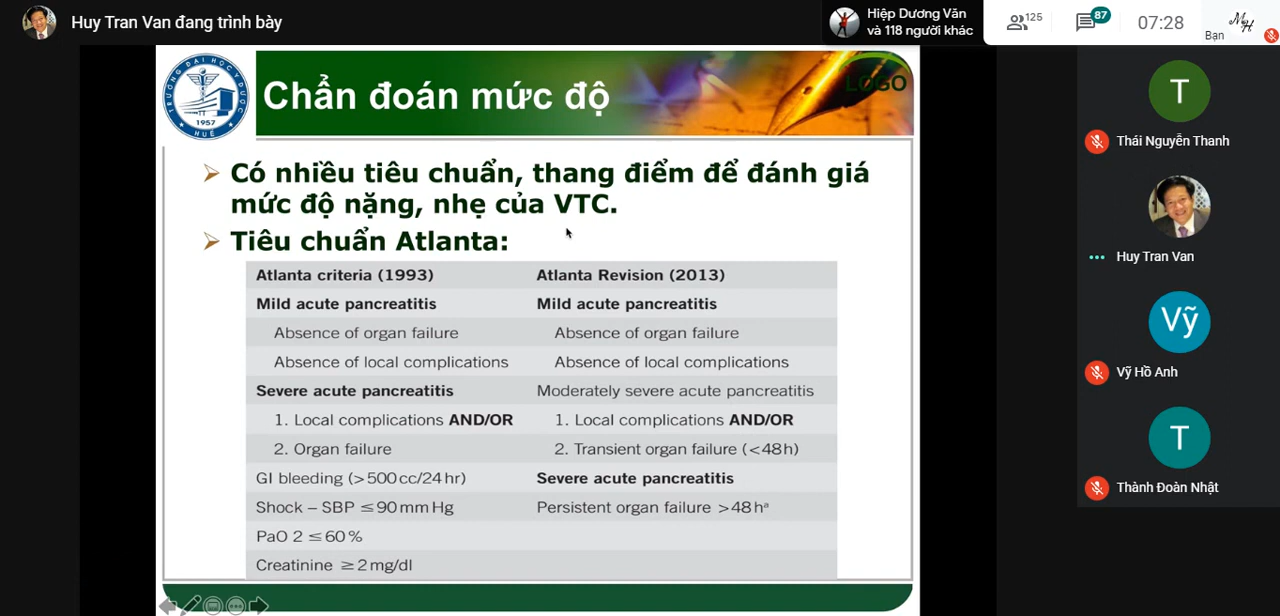 Huy Tran Van đang trình bày
Hiệp Dương Văn
và 118 người khác
125
87
07:28
Bạn
TRƯỜNG ĐẠI HỌC Y DƯỢC
1957
HUẾ
Chẩn đoán mức độ
LOGO
Có nhiều tiêu chuẩn, thang điểm để đánh giá
mức độ nặng, nhẹ của VTC.
Tiêu chuẩn Atlanta:
Atlanta criteria (1993) Atlanta Revision (2013)
Mild acute pancreatitis Mild acute pancreatitis
Absence of organ failure Absence of organ failure
Absence of local complications Absence of local complications
Severe acute pancreatitis Moderately severe acute pancreatitis
1. Local complications AND/OR 1. Local complications AND/OR
2. Organ failure 2. Transient organ failure (<48 h)
GI bleeding (>500 cc/24 hr) Severe acute pancreatitis
Shock – SBP ≤90 mm Hg Persistent organ failure >48 hᵃ
PaO 2 ≤60 %
Creatinine ≥2 mg/dl
T
Thái Nguyễn Thanh
Huy Tran Van
Vỹ
Vỹ Hồ Anh
T
Thành Đoàn Nhật